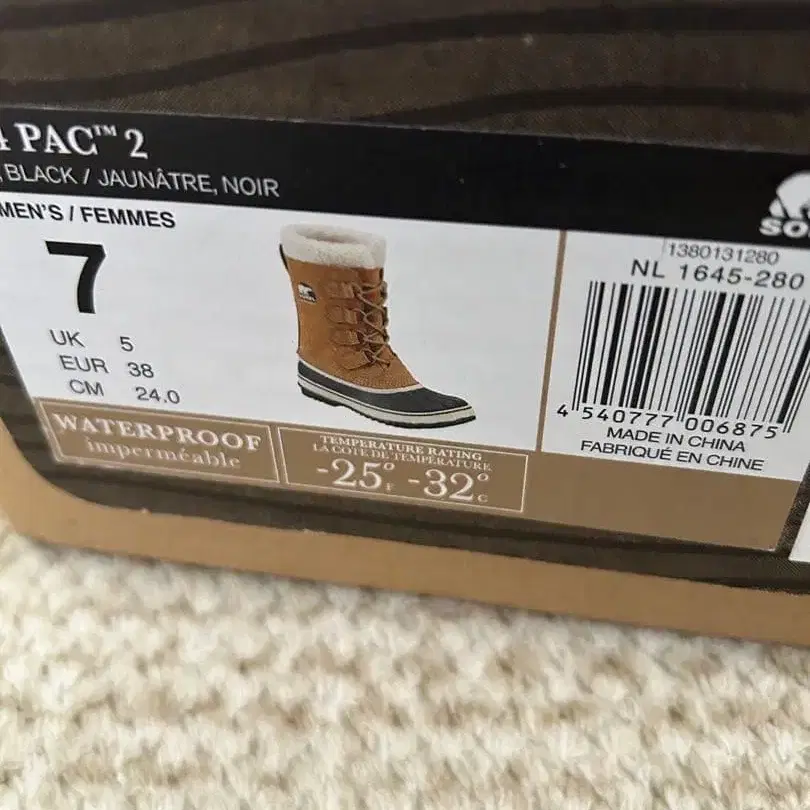 PAC™ 2
, BLACK / JAUNÂTRE, NOIR
MEN'S / FEMMES
7
UK 5
EUR 38
CM 24.0
WATERPROOF
imperméable
TEMPERATURE RATING
LA COTE DE TEMPÉRATURE
-25°F -32°C
SOREL
SO
1380131280
NL 1645-280
4 540777 006875
MADE IN CHINA
FABRIQUÉ EN CHINE